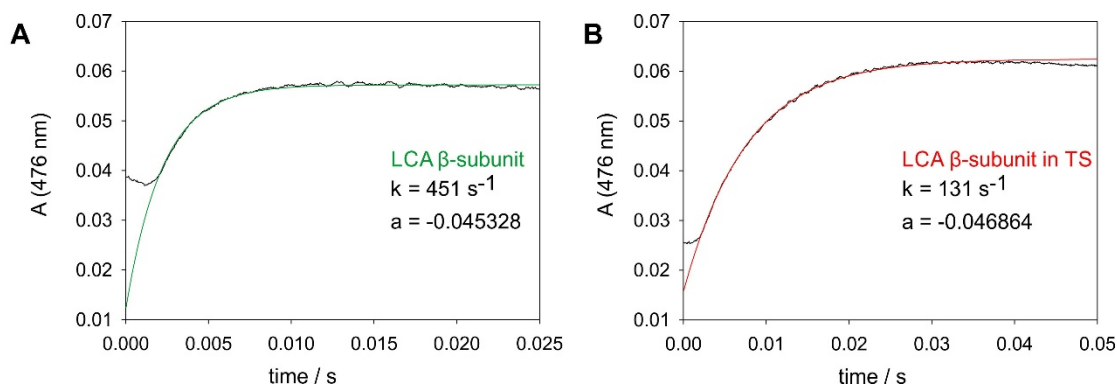 A
A (476 nm)
0.07
0.06
0.05
0.04
0.03
0.02
0.01
LCA β-subunit
k = 451 s⁻¹
a = -0.045328
0.000
0.005
0.010
0.015
0.020
0.025
time / s
B
A (476 nm)
0.07
0.06
0.05
0.04
0.03
0.02
0.01
LCA β-subunit in TS
k = 131 s⁻¹
a = -0.046864
0.00
0.01
0.02
0.03
0.04
0.05
time / s